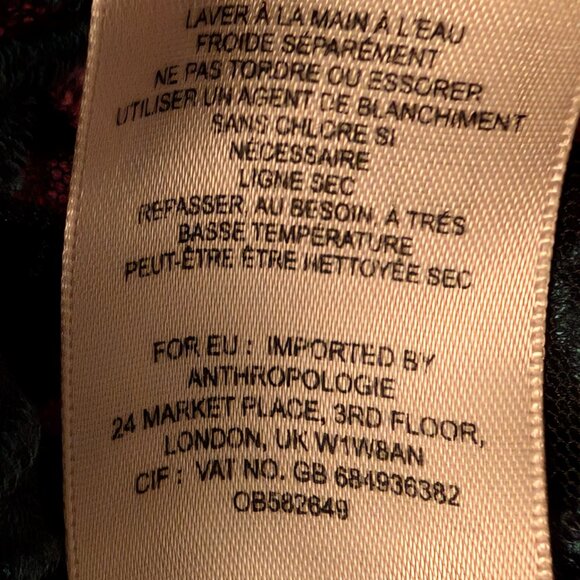 LAVER À LA MAIN À L'EAU
FROIDE SÉPARÉMENT
NE PAS TORDRE OU ESSORER
UTILISER UN AGENT DE BLANCHIMENT
SANS CHLORE SI
NÉCESSAIRE
LIGNE SEC
REPASSER AU BESOIN A TRÉS
BASSE TEMPÉRATURE
PEUT-ÊTRE ÊTRE NETTOYÉE SEC
FOR EU : IMPORTED BY
ANTHROPOLOGIE
24 MARKET PLACE, 3RD FLOOR,
LONDON, UK W1W8AN
CIF : VAT NO. GB 684936382
OB582649